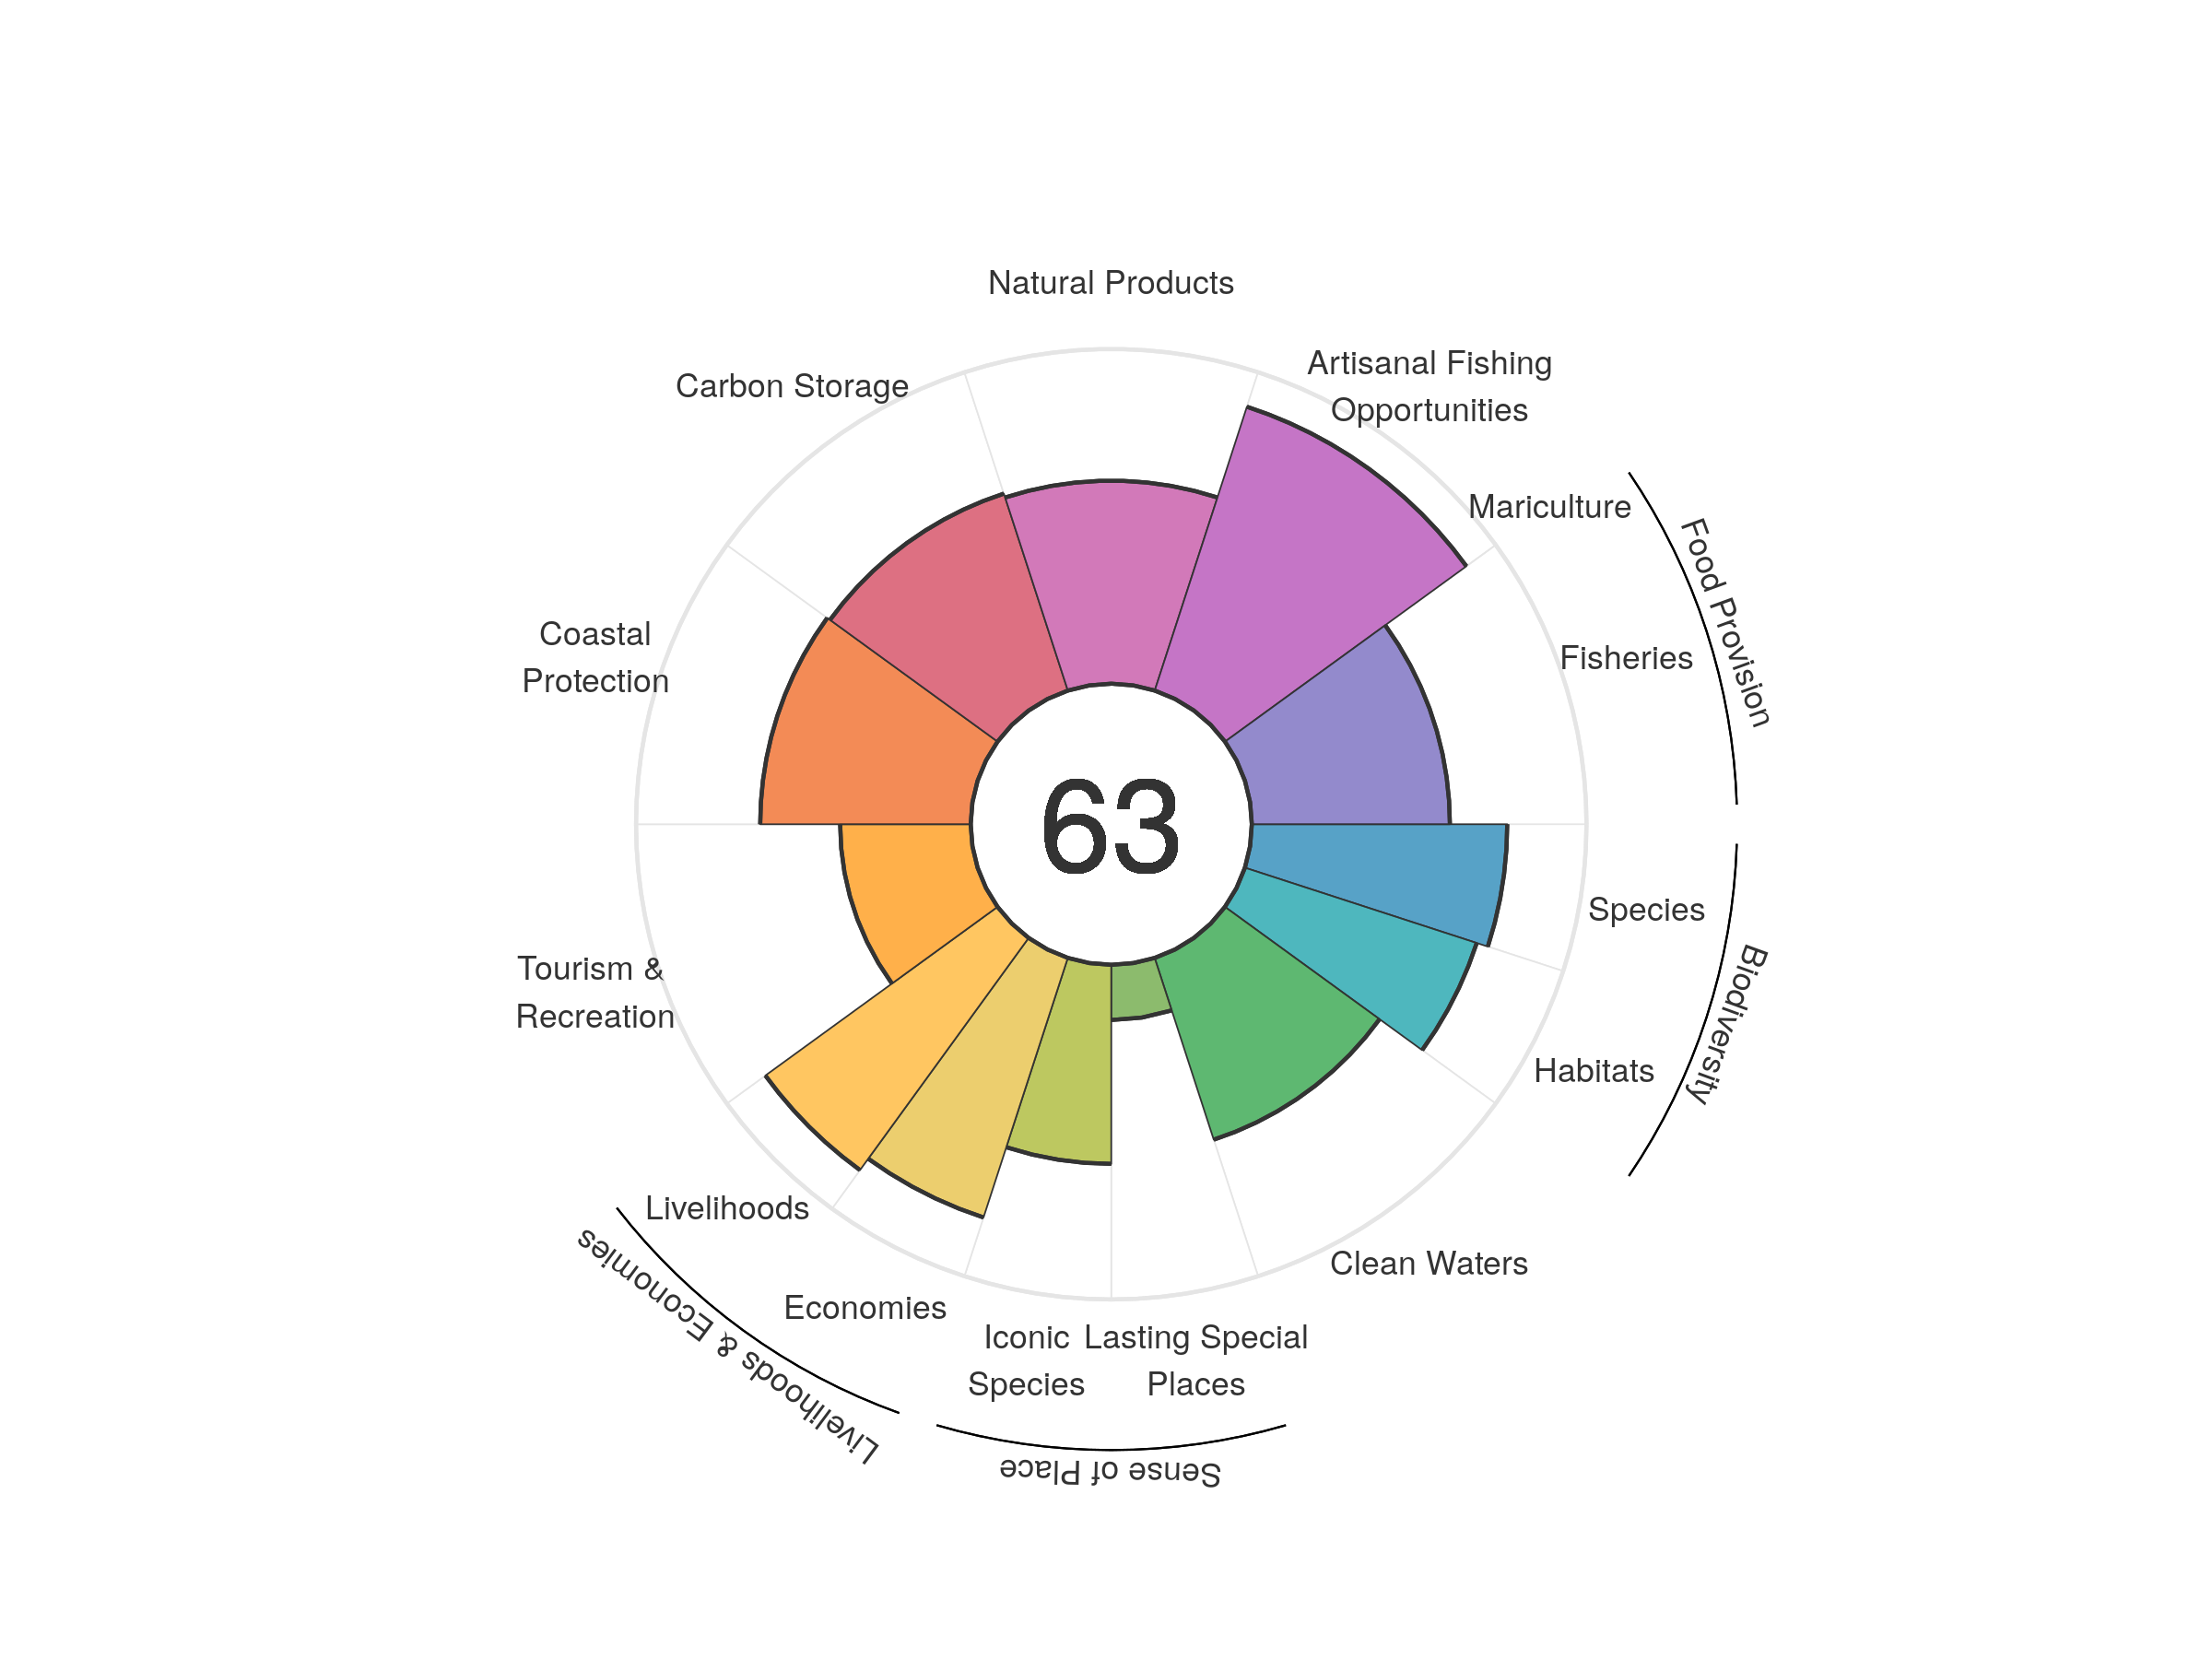 Natural Products
Artisanal Fishing
Opportunities
Carbon Storage
Mariculture
Food Provision
Fisheries
Coastal
Protection
63
Species
Biodiversity
Habitats
Tourism &
Recreation
Livelihoods
Clean Waters
Economies
Livelihoods & Economies
Iconic
Species
Lasting Special
Places
Sense of Place